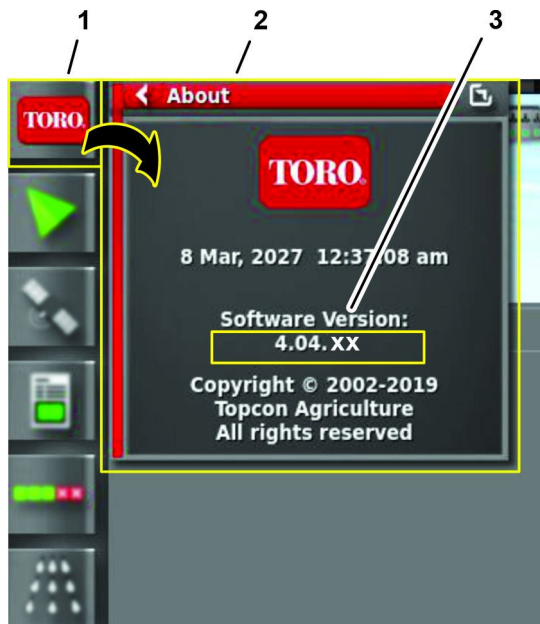 1
2
3
TORO.
About
TORO.
8 Mar, 2027 12:37:08 am
Software Version:
4.04.XX
Copyright © 2002-2019
Topcon Agriculture
All rights reserved